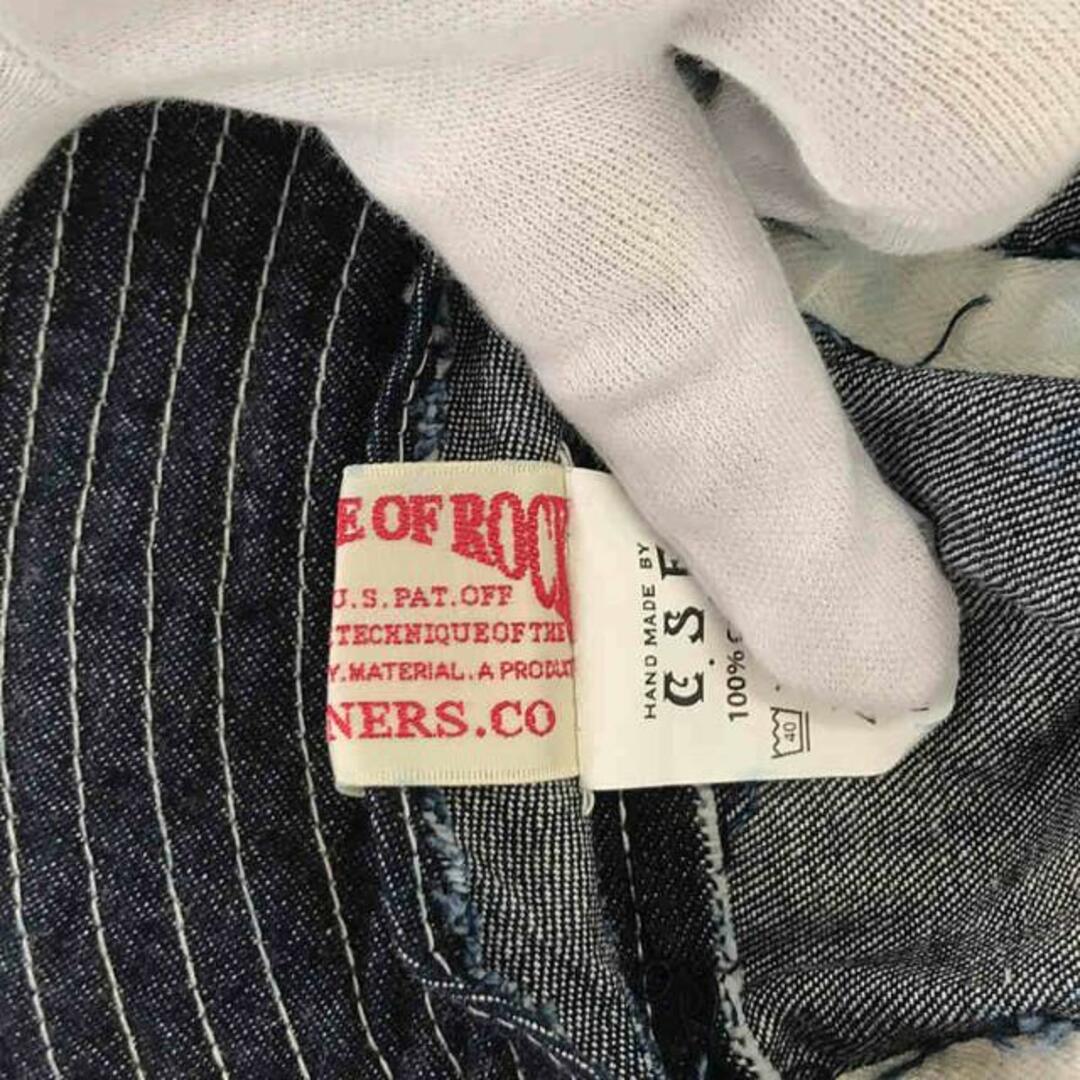 E OF ROC
U.S.PAT.OFF
TECHNIQUE OF THE
Y.MATERIAL.A PRODUCT
NERS.CO
HAND MADE BY
C.S.F
100%
40